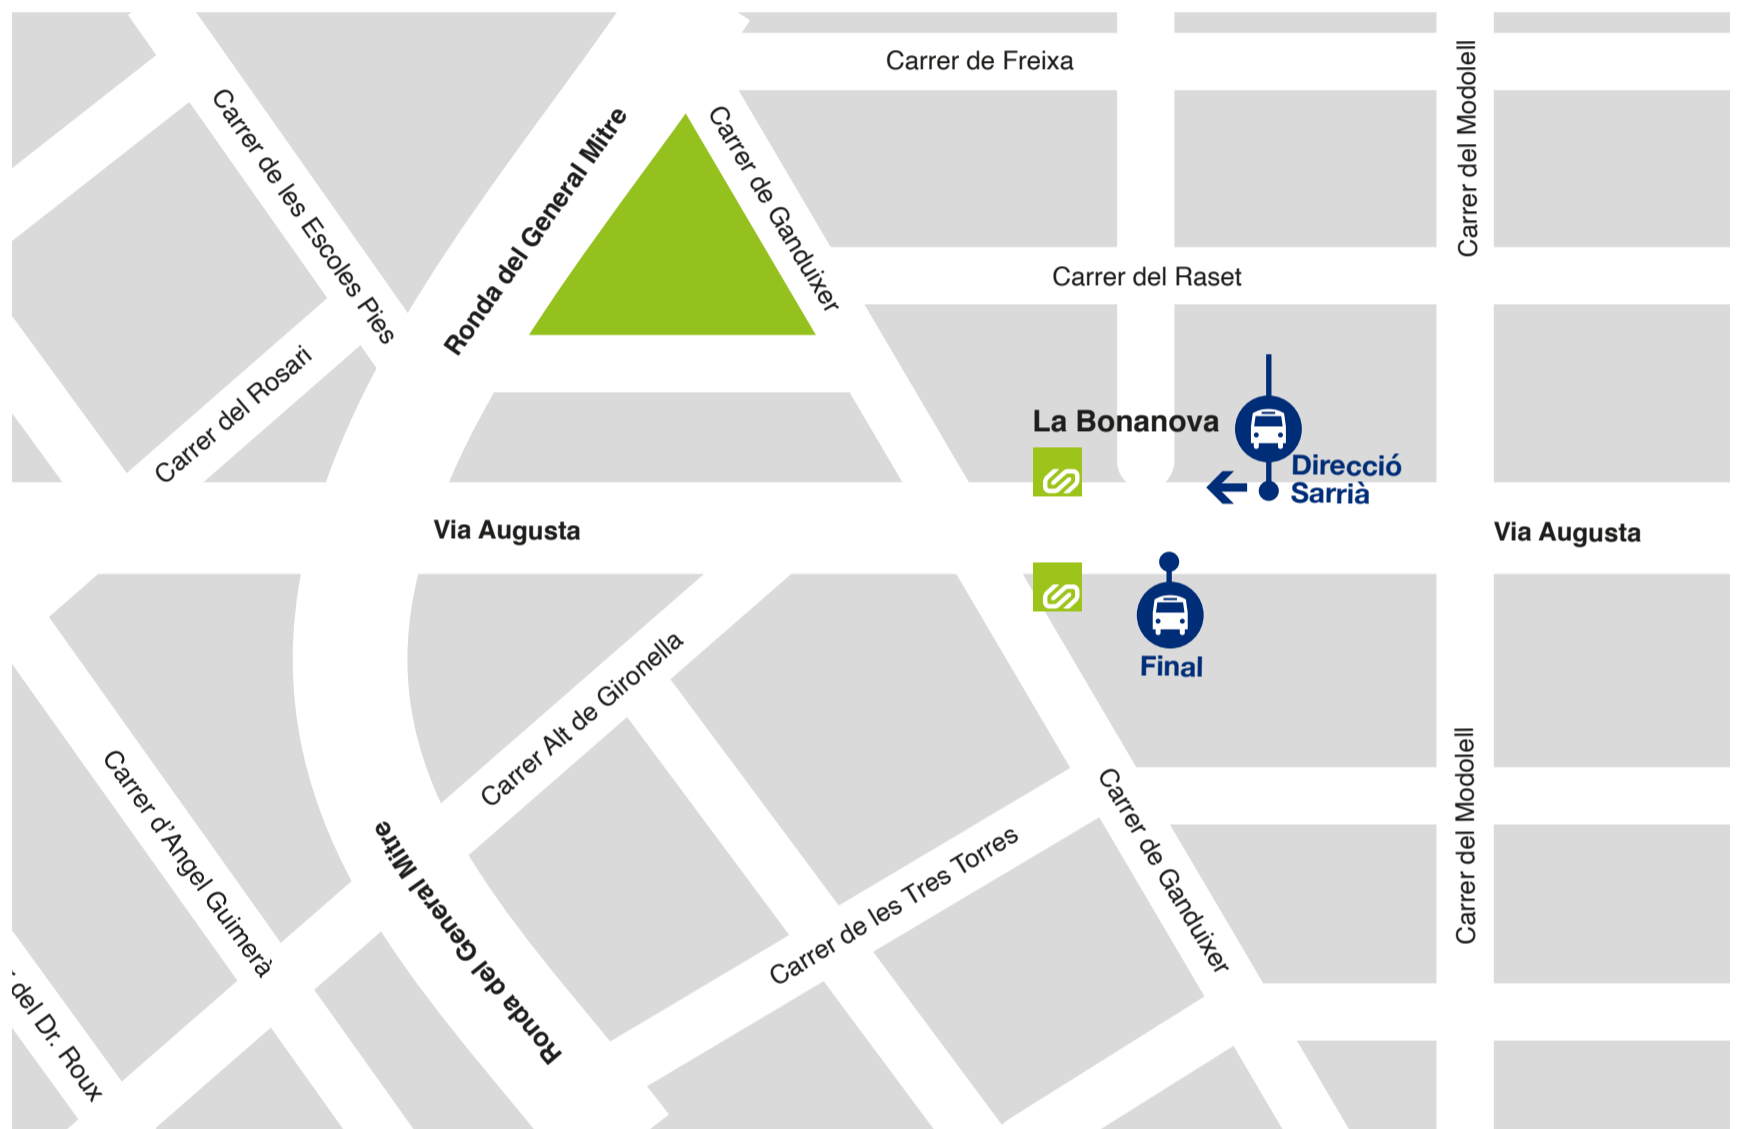 Carrer de Freixa
Carrer del Modolell
Carrer de les Escoles Pies
Ronda del General Mitre
Carrer de Ganduixer
Carrer del Raset
Carrer del Rosari
La Bonanova
Direcció
Sarrià
Via Augusta
Via Augusta
Final
Carrer Alt de Gironella
Carrer d'Angel Guimerà
Ronda del General Mitre
Carrer de les Tres Torres
Carrer de Ganduixer
Carrer del Modolell
del Dr. Roux